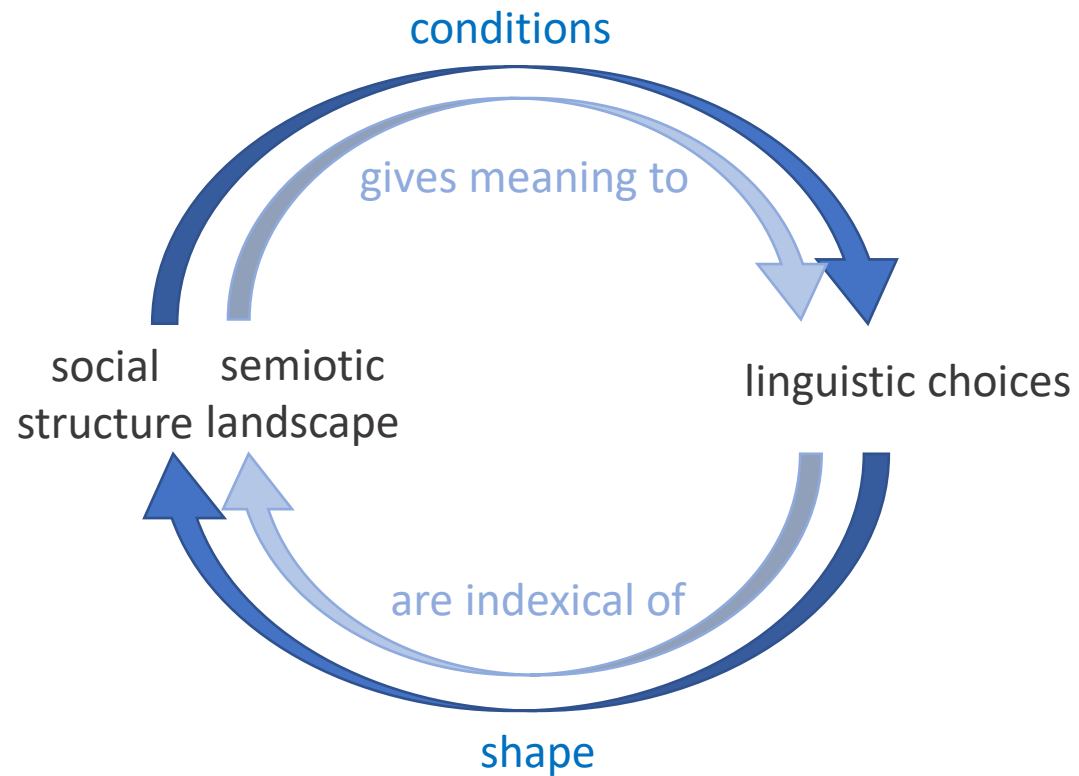 conditions
gives meaning to
social
structure
semiotic
landscape
linguistic choices
are indexical of
shape